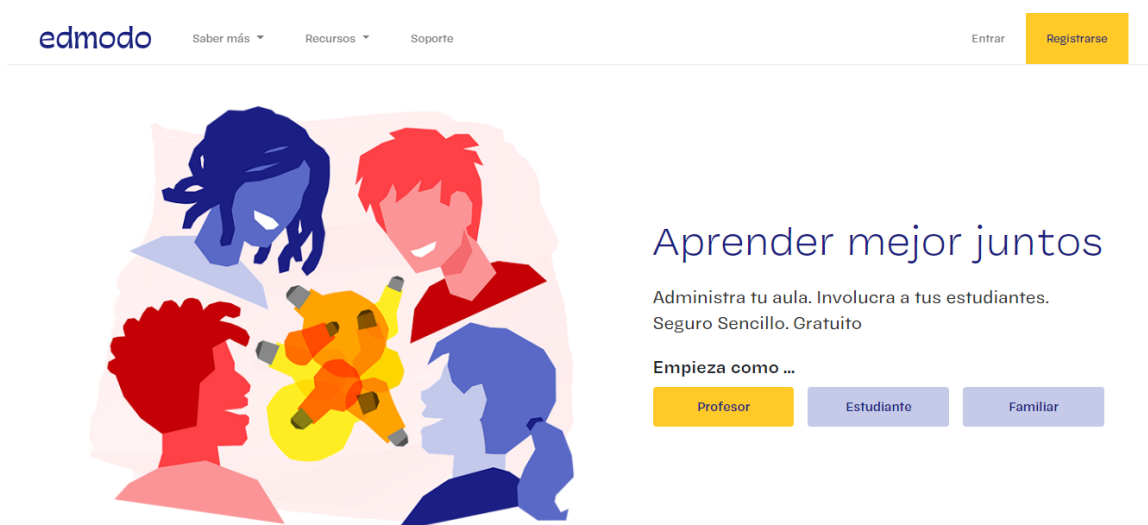 edmodo
Saber más
Recursos
Soporte
Entrar
Registrarse
Aprender mejor juntos
Administra tu aula. Involucra a tus estudiantes.
Seguro Sencillo. Gratuito
Empieza como ...
Profesor
Estudiante
Familiar